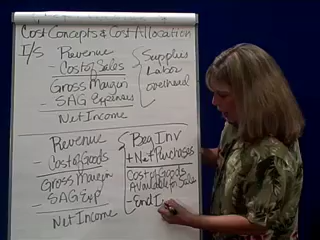 Cost Concepts & Cost Allocation
I/S Revenue
- Cost of Sales
Gross Margin
- SAG Expenses
Net Income
Supplies
Labor
overhead
Revenue
- Cost of Goods
Gross Margin
- SAG Exp
Net Income
Beg Inv
+ Net Purchases
Cost of Goods
Available for Sales
- End I